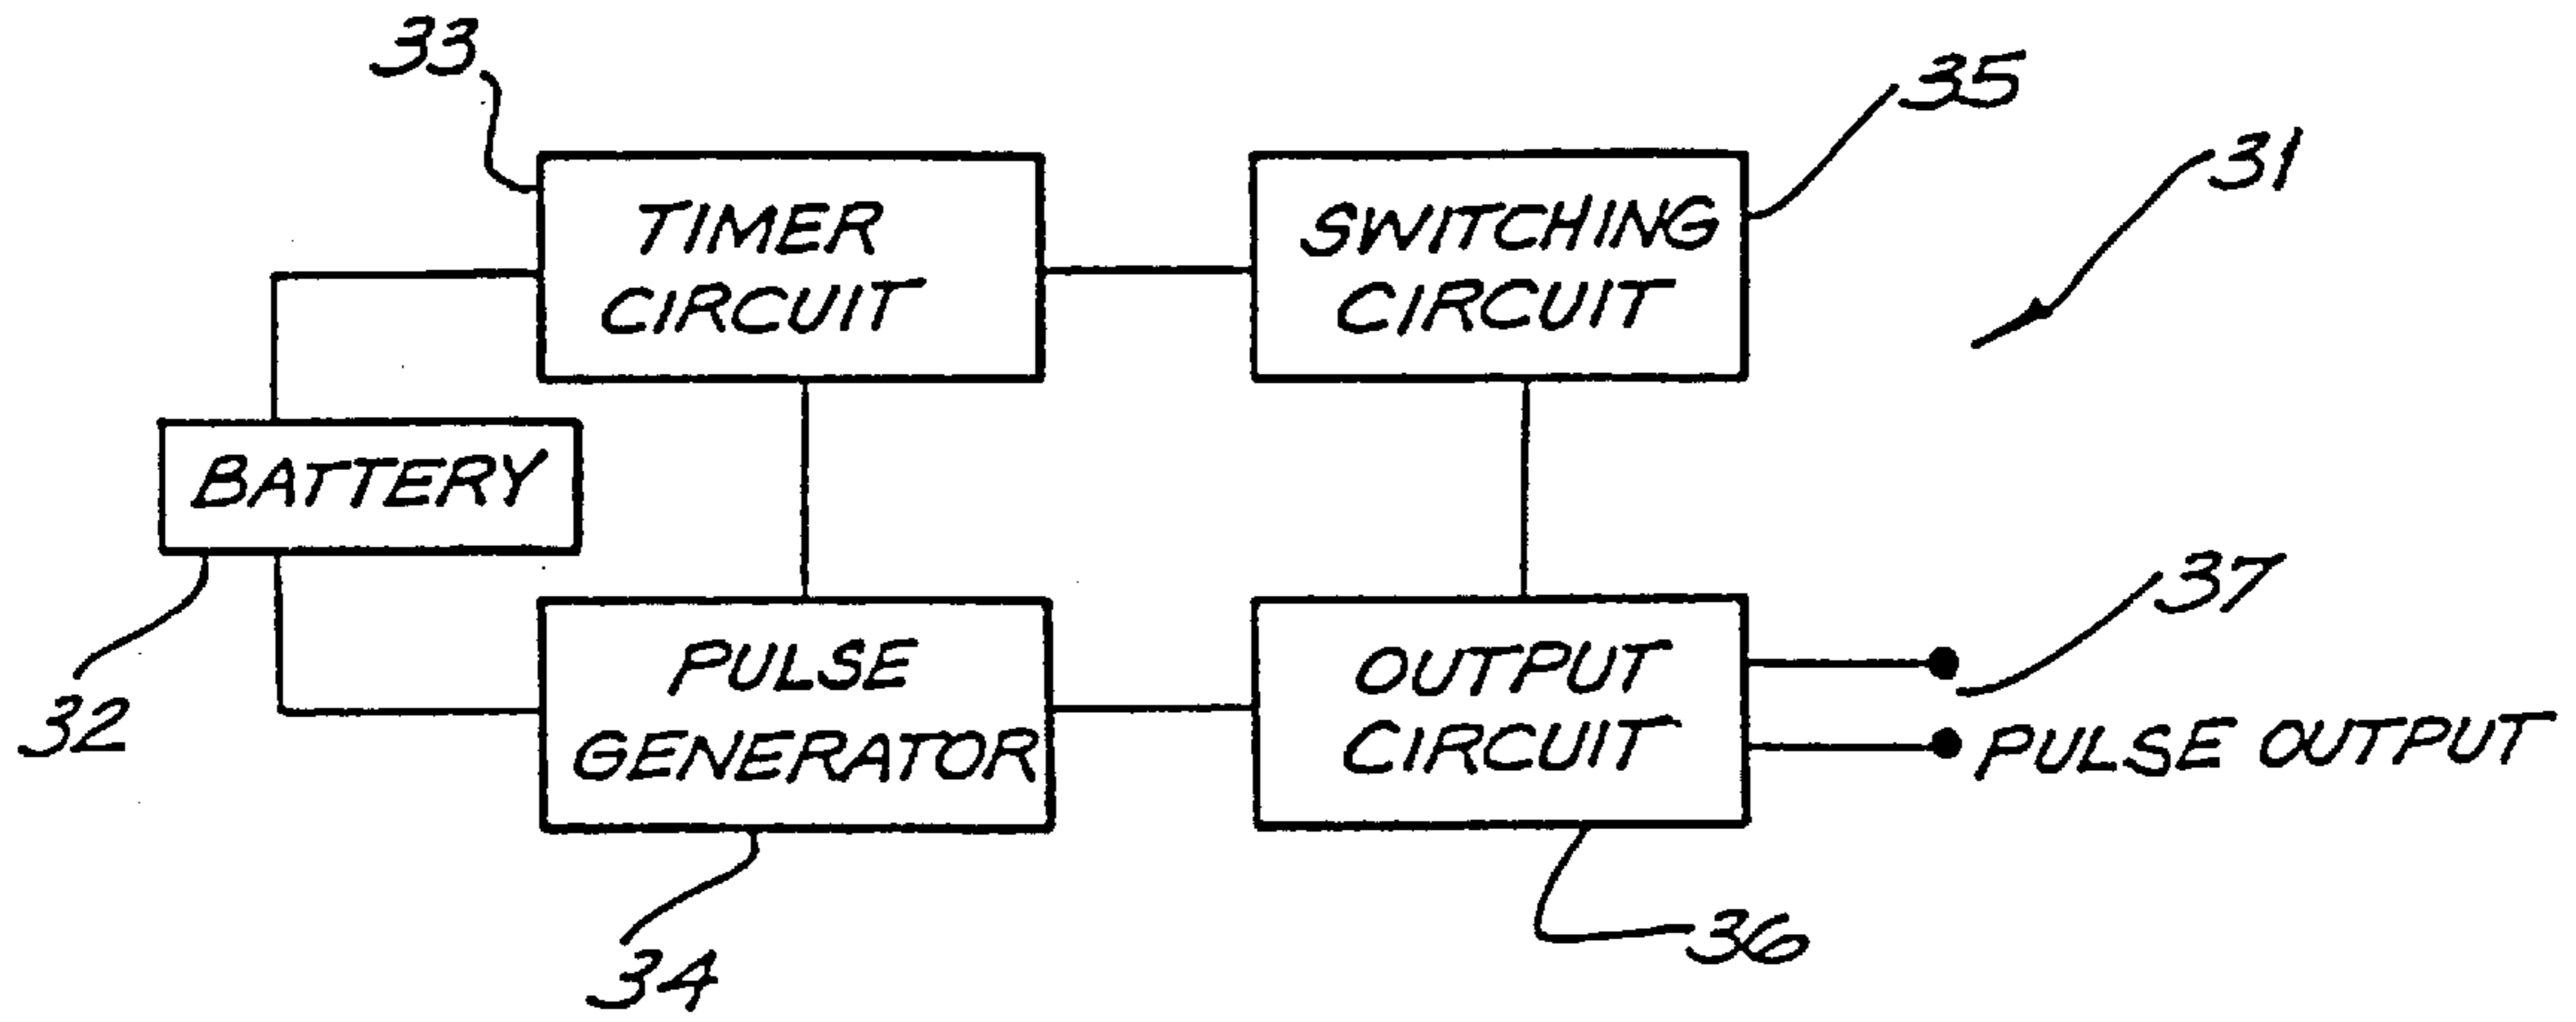 33
35
31
TIMER
CIRCUIT
SWITCHING
CIRCUIT
BATTERY
32
PULSE
GENERATOR
OUTPUT
CIRCUIT
37
PULSE OUTPUT
34
36